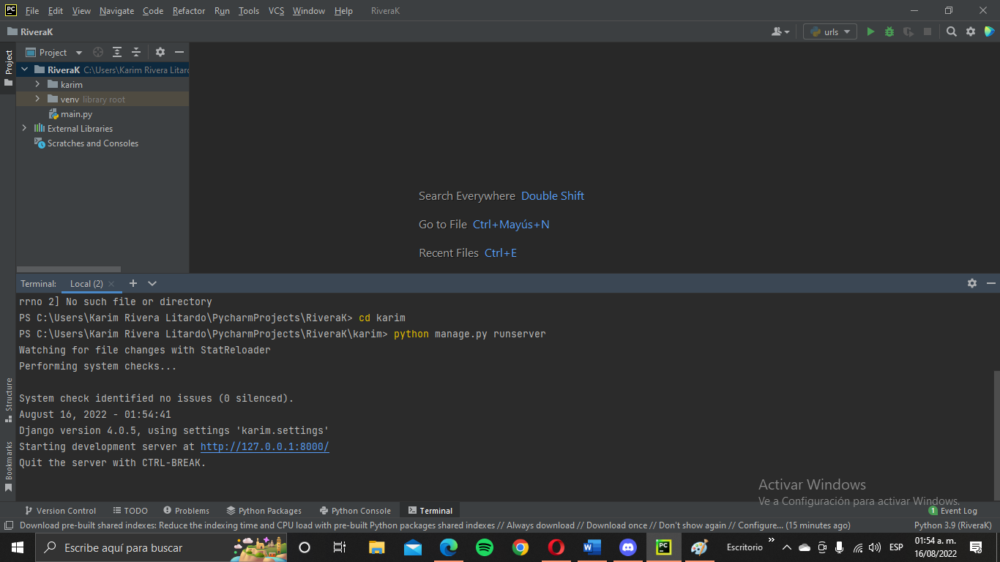 PC File Edit View Navigate Code Refactor Run Tools VCS Window Help RiveraK
RiveraK urls
Project
Project
RiveraK C:\Users\Karim Rivera Litard
karim
venv library root
main.py
External Libraries
Scratches and Consoles
Search Everywhere Double Shift
Go to File Ctrl+Mayús+N
Recent Files Ctrl+E
Terminal: Local (2)
rrno 2] No such file or directory
PS C:\Users\Karim Rivera Litardo\PycharmProjects\RiveraK> cd karim
PS C:\Users\Karim Rivera Litardo\PycharmProjects\RiveraK\karim> python manage.py runserver
Watching for file changes with StatReloader
Performing system checks...
System check identified no issues (0 silenced).
August 16, 2022 - 01:54:41
Django version 4.0.5, using settings 'karim.settings'
Starting development server at http://127.0.0.1:8000/
Quit the server with CTRL-BREAK.
Structure
Bookmarks
Activar Windows
Ve a Configuración para activar Windows.
Version Control TODO Problems Python Packages Python Console Terminal 1 Event Log
Download pre-built shared indexes: Reduce the indexing time and CPU load with pre-built Python packages shared indexes // Always download // Download once // Don't show again // Configure... (15 minutes ago) Python 3.9 (RiveraK)
Escribe aquí para buscar PC Escritorio ESP 01:54 a. m.
16/08/2022